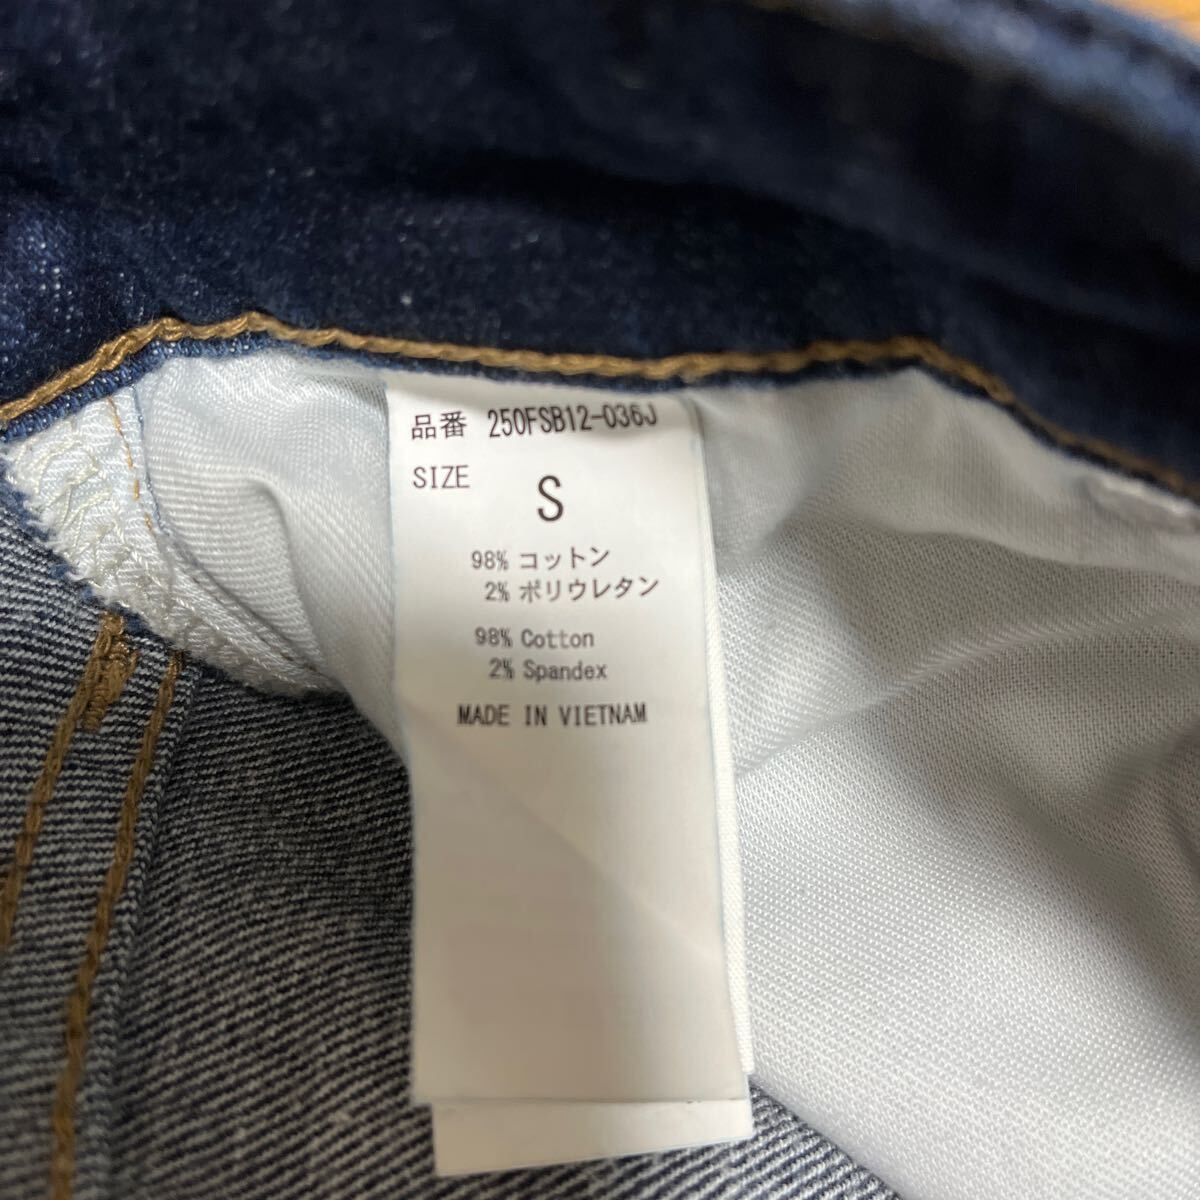 品番 250FSB12-036J
SIZE S
98% コットン
2% ポリウレタン
98% Cotton
2% Spandex
MADE IN VIETNAM